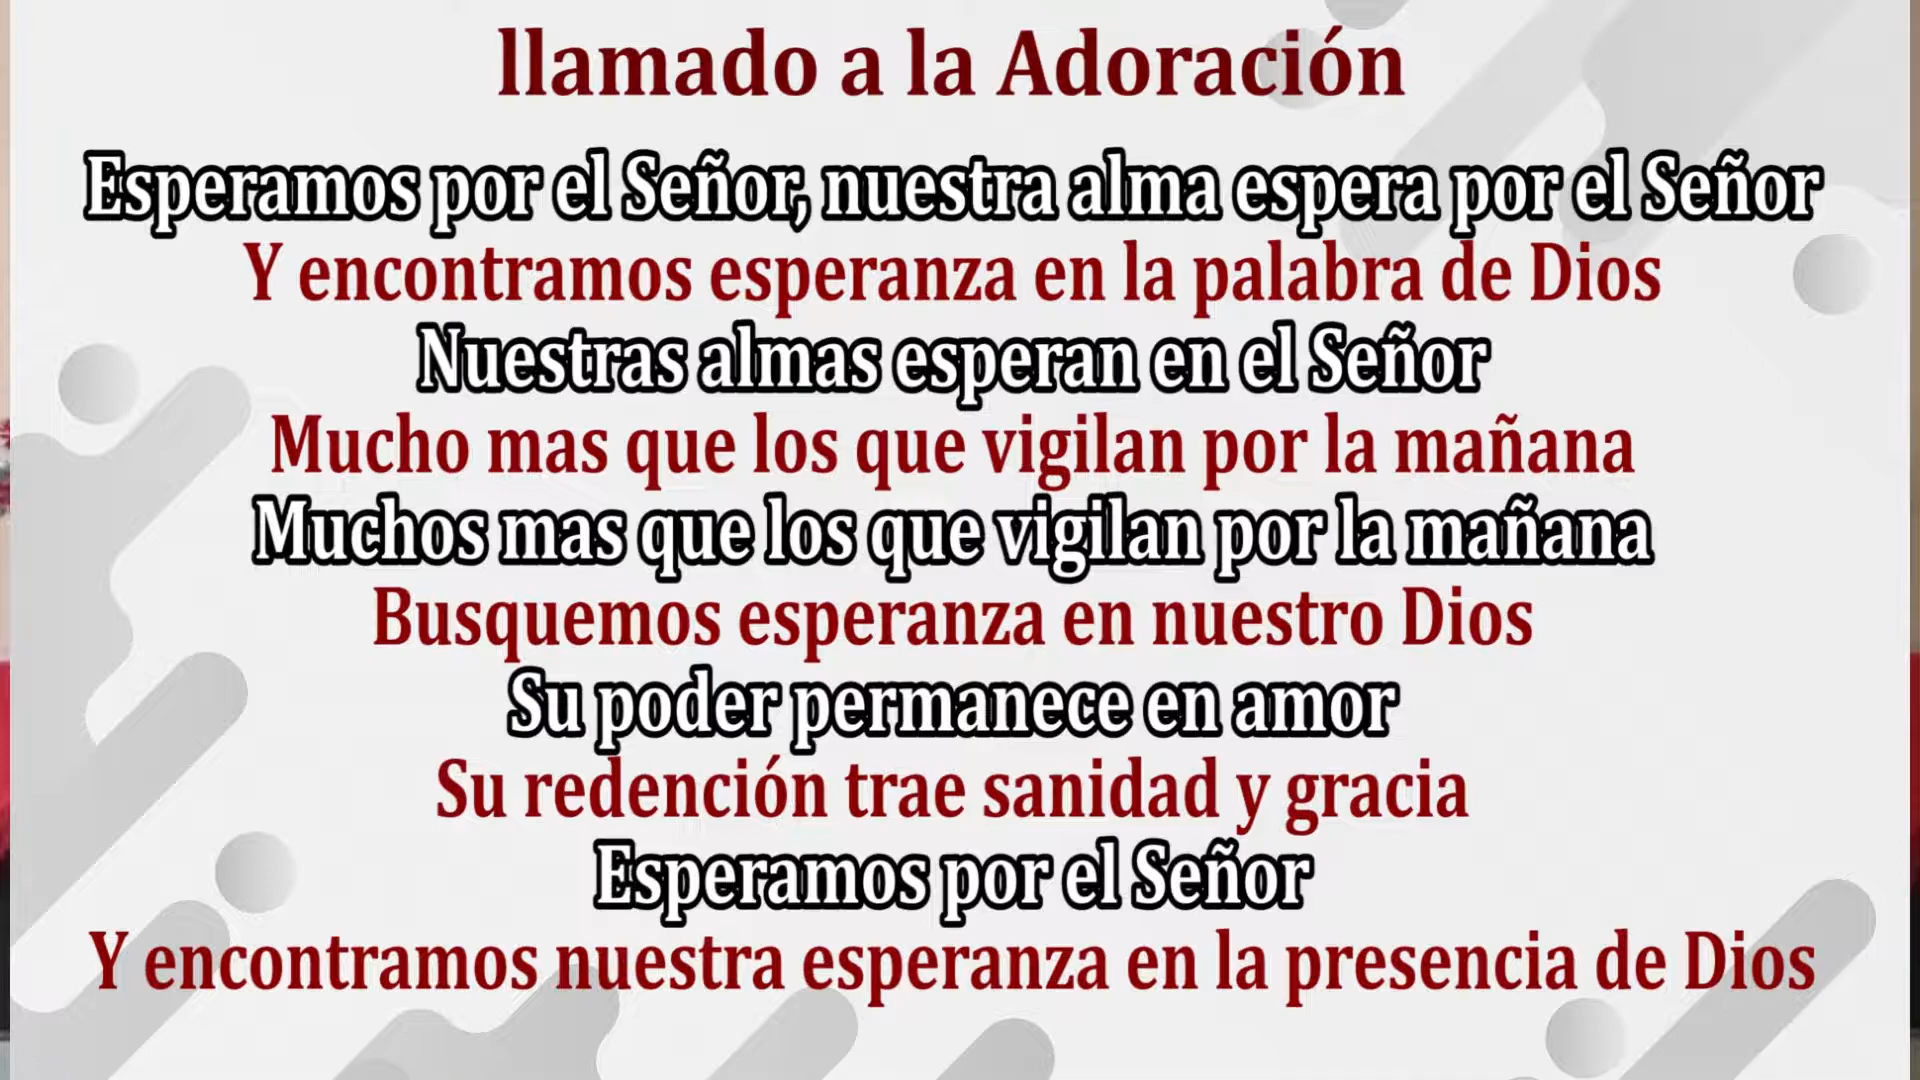 llamado a la Adoración
Esperamos por el Señor, nuestra alma espera por el Señor
Y encontramos esperanza en la palabra de Dios
Nuestras almas esperan en el Señor
Mucho mas que los que vigilan por la mañana
Muchos mas que los que vigilan por la mañana
Busquemos esperanza en nuestro Dios
Su poder permanece en amor
Su redención trae sanidad y gracia
Esperamos por el Señor
Y encontramos nuestra esperanza en la presencia de Dios